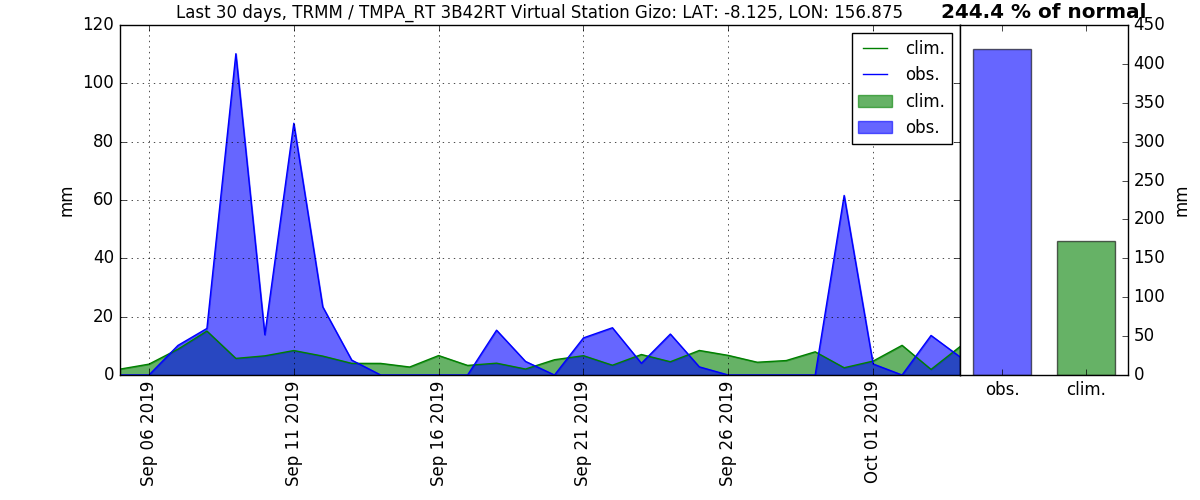 Last 30 days, TRMM / TMPA_RT 3B42RT Virtual Station Gizo: LAT: -8.125, LON: 156.875
244.4 % of normal
120
100
80
60
40
20
0
mm
clim.
obs.
clim.
obs.
Sep 06 2019
Sep 11 2019
Sep 16 2019
Sep 21 2019
Sep 26 2019
Oct 01 2019
450
400
350
300
250
200
150
100
50
0
mm
obs.
clim.